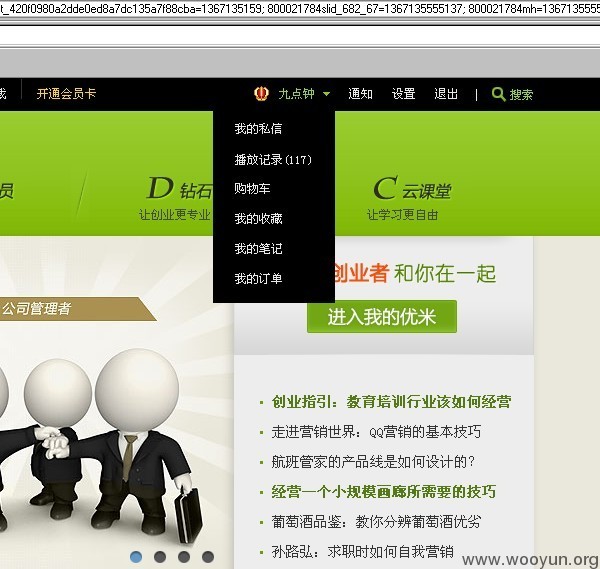 t_420f0980a2dde0ed8a7dc135a7f88cba=1367135159; 800021784slid_682_67=1367135555137; 800021784mh=1367135555
开通会员卡 九点钟 通知 设置 退出 | 搜索
我的私信
播放记录(117)
购物车
我的收藏
我的笔记
我的订单
员 D 钻石 C 云课堂
让创业更专业 让学习更自由
创业者 和你在一起
进入我的优米
公司管理者
创业指引：教育培训行业该如何经营
走进营销世界：QQ营销的基本技巧
航班管家的产品线是如何设计的？
经营一个小规模画廊所需要的技巧
葡萄酒品鉴：教你分辨葡萄酒优劣
孙路弘：求职时如何自我营销
www.wooyun.org